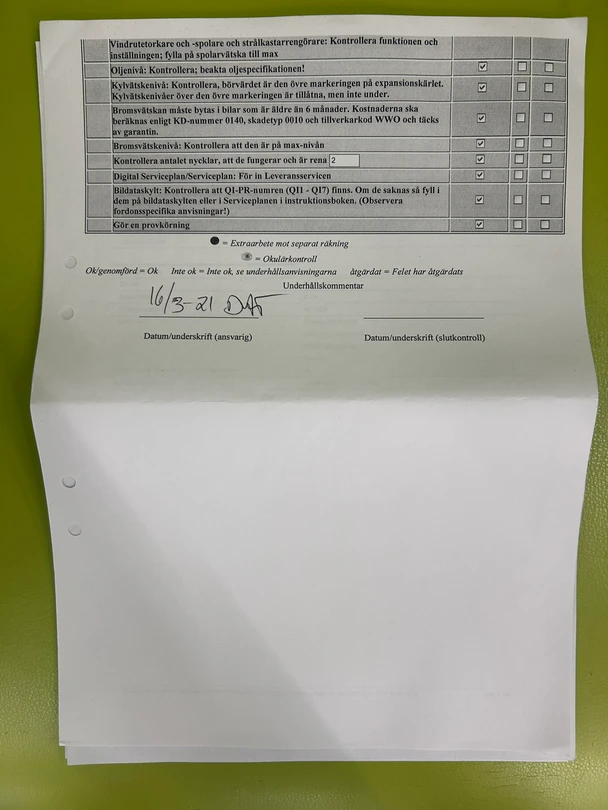 Vindrutetorkare och -spolare och strålkastarrengörare: Kontrollera funktionen och
inställningen; fylla på spolarvätska till max
Oljenivå: Kontrollera; beakta oljespecifikationen!
Kylvätskenivå: Kontrollera, börvärdet är den övre markeringen på expansionskärlet.
Kylvätskenivåer över den övre markeringen är tillåtna, men inte under.
Bromsvätskan måste bytas i bilar som är äldre än 6 månader. Kostnaderna ska
beräknas enligt KD-nummer 0140, skadetyp 0010 och tillverkarkod WWO och täcks
av garantin.
Bromsvätskenivå: Kontrollera att den är på max-nivån
Kontrollera antalet nycklar, att de fungerar och är rena 2
Digital Serviceplan/Serviceplan: För in Leveransservicen
Bildataskylt: Kontrollera att QI-PR-numren (QI1 - QI7) finns. Om de saknas så fyll i
dem på bildataskylten eller i Serviceplanen i instruktionsboken. (Observera
fordonsspecifika anvisningar!)
Gör en provkörning
= Extraarbete mot separat räkning
= Okulärkontroll
Ok/genomförd = Ok Inte ok = Inte ok, se underhållsanvisningarna åtgärdat = Felet har åtgärdats
Underhållskommentar
16/3-21
Datum/underskrift (ansvarig) Datum/underskrift (slutkontroll)